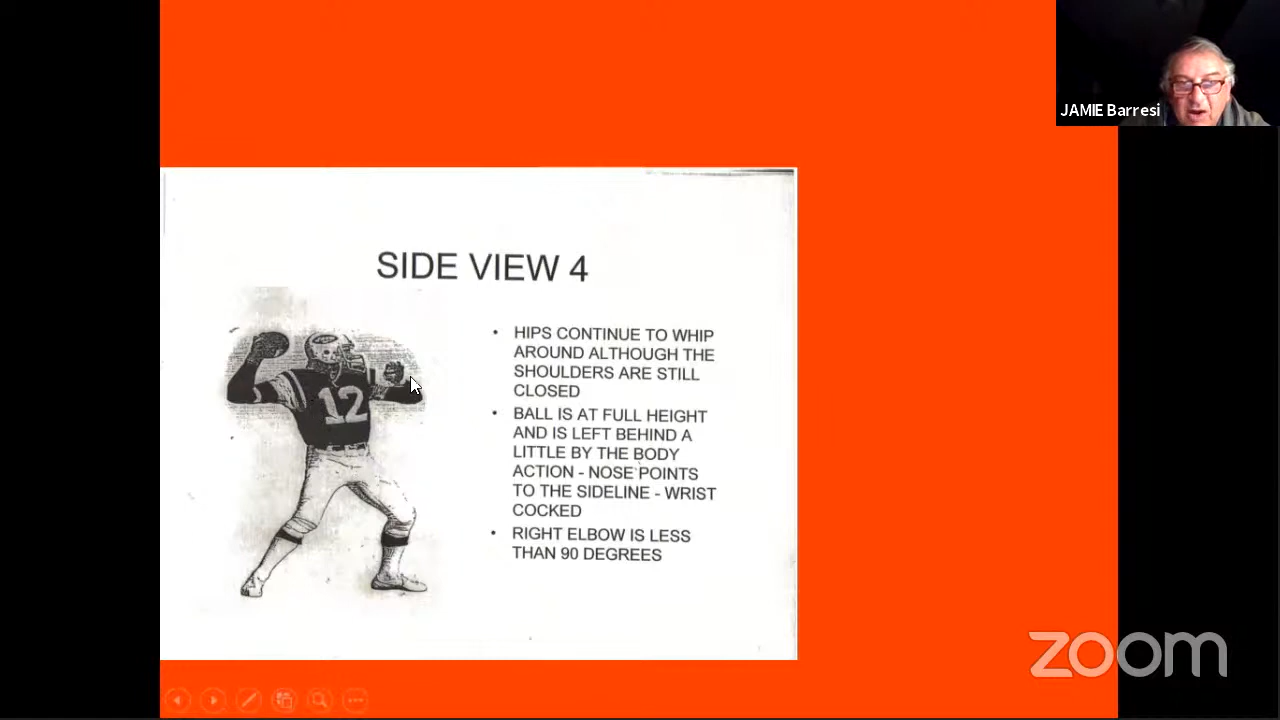 JAMIE Barresi
SIDE VIEW 4
• HIPS CONTINUE TO WHIP
AROUND ALTHOUGH THE
SHOULDERS ARE STILL
CLOSED
• BALL IS AT FULL HEIGHT
AND IS LEFT BEHIND A
LITTLE BY THE BODY
ACTION - NOSE POINTS
TO THE SIDELINE - WRIST
COCKED
• RIGHT ELBOW IS LESS
THAN 90 DEGREES
12
zoom